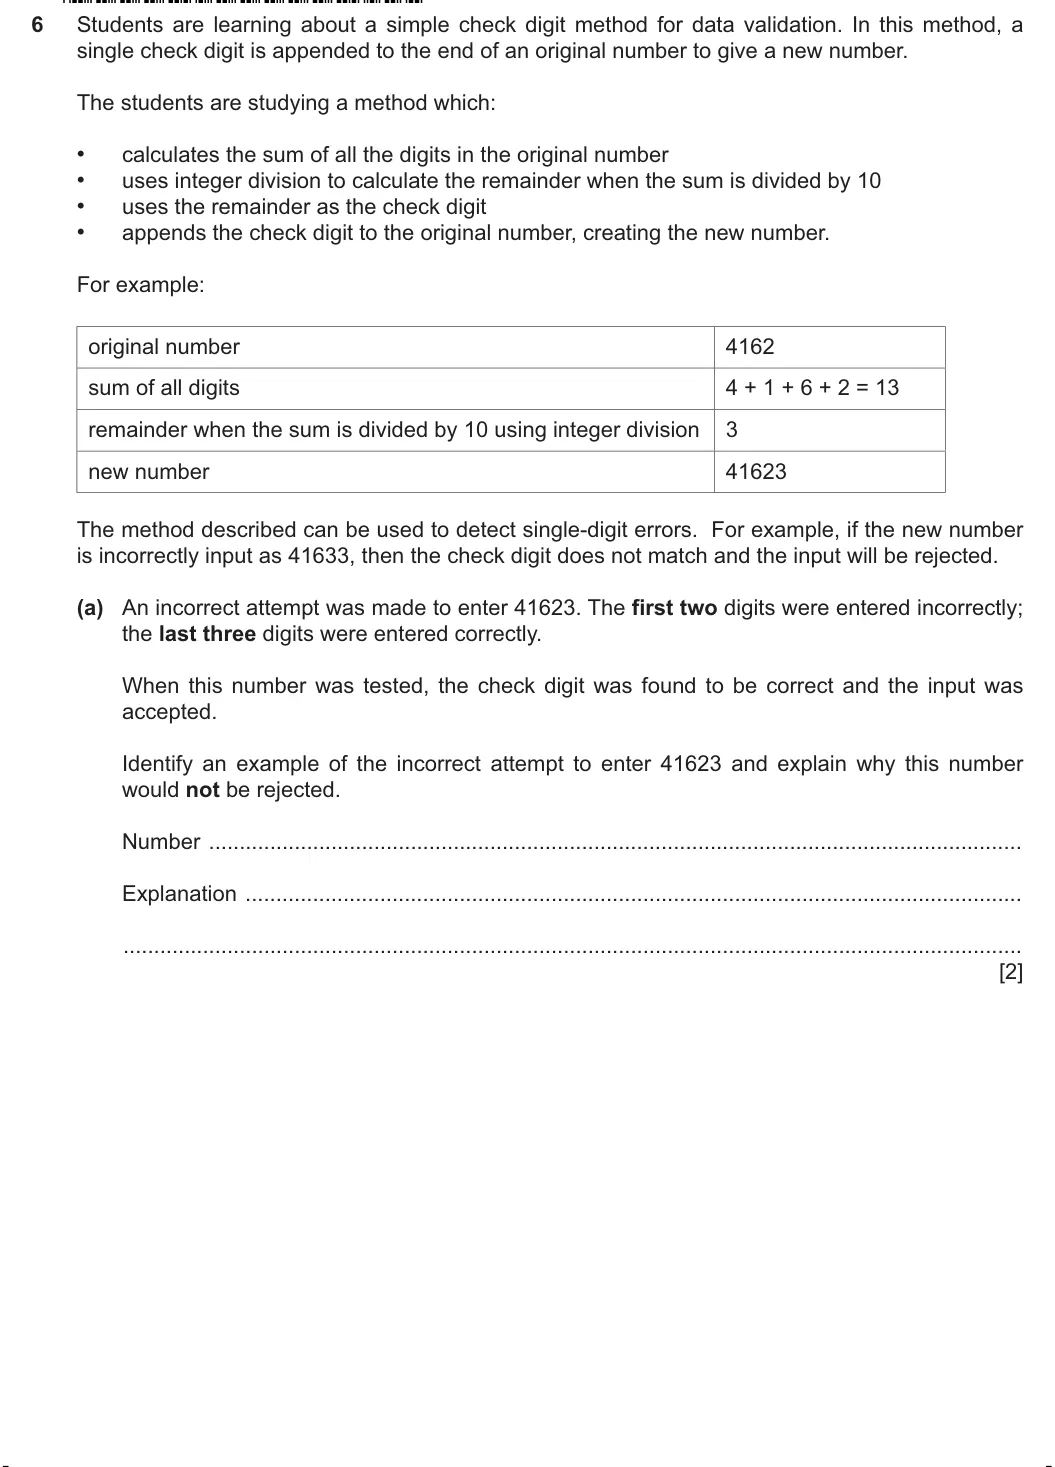 6 Students are learning about a simple check digit method for data validation. In this method, a
single check digit is appended to the end of an original number to give a new number.
The students are studying a method which:
• calculates the sum of all the digits in the original number
• uses integer division to calculate the remainder when the sum is divided by 10
• uses the remainder as the check digit
• appends the check digit to the original number, creating the new number.
For example:
original number 4162
sum of all digits 4 + 1 + 6 + 2 = 13
remainder when the sum is divided by 10 using integer division 3
new number 41623
The method described can be used to detect single-digit errors. For example, if the new number
is incorrectly input as 41633, then the check digit does not match and the input will be rejected.
(a) An incorrect attempt was made to enter 41623. The first two digits were entered incorrectly;
the last three digits were entered correctly.
When this number was tested, the check digit was found to be correct and the input was
accepted.
Identify an example of the incorrect attempt to enter 41623 and explain why this number
would not be rejected.
Number ....................................................................................................................................
Explanation ..............................................................................................................................
..................................................................................................................................................
[2]